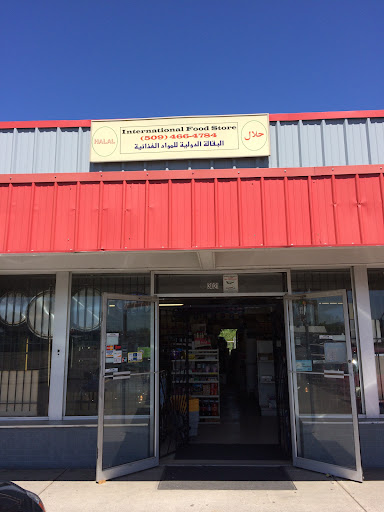 International Food Store
HALAL
(509) 466-4784
حلال
البقالة الدولية للمواد الغذائية